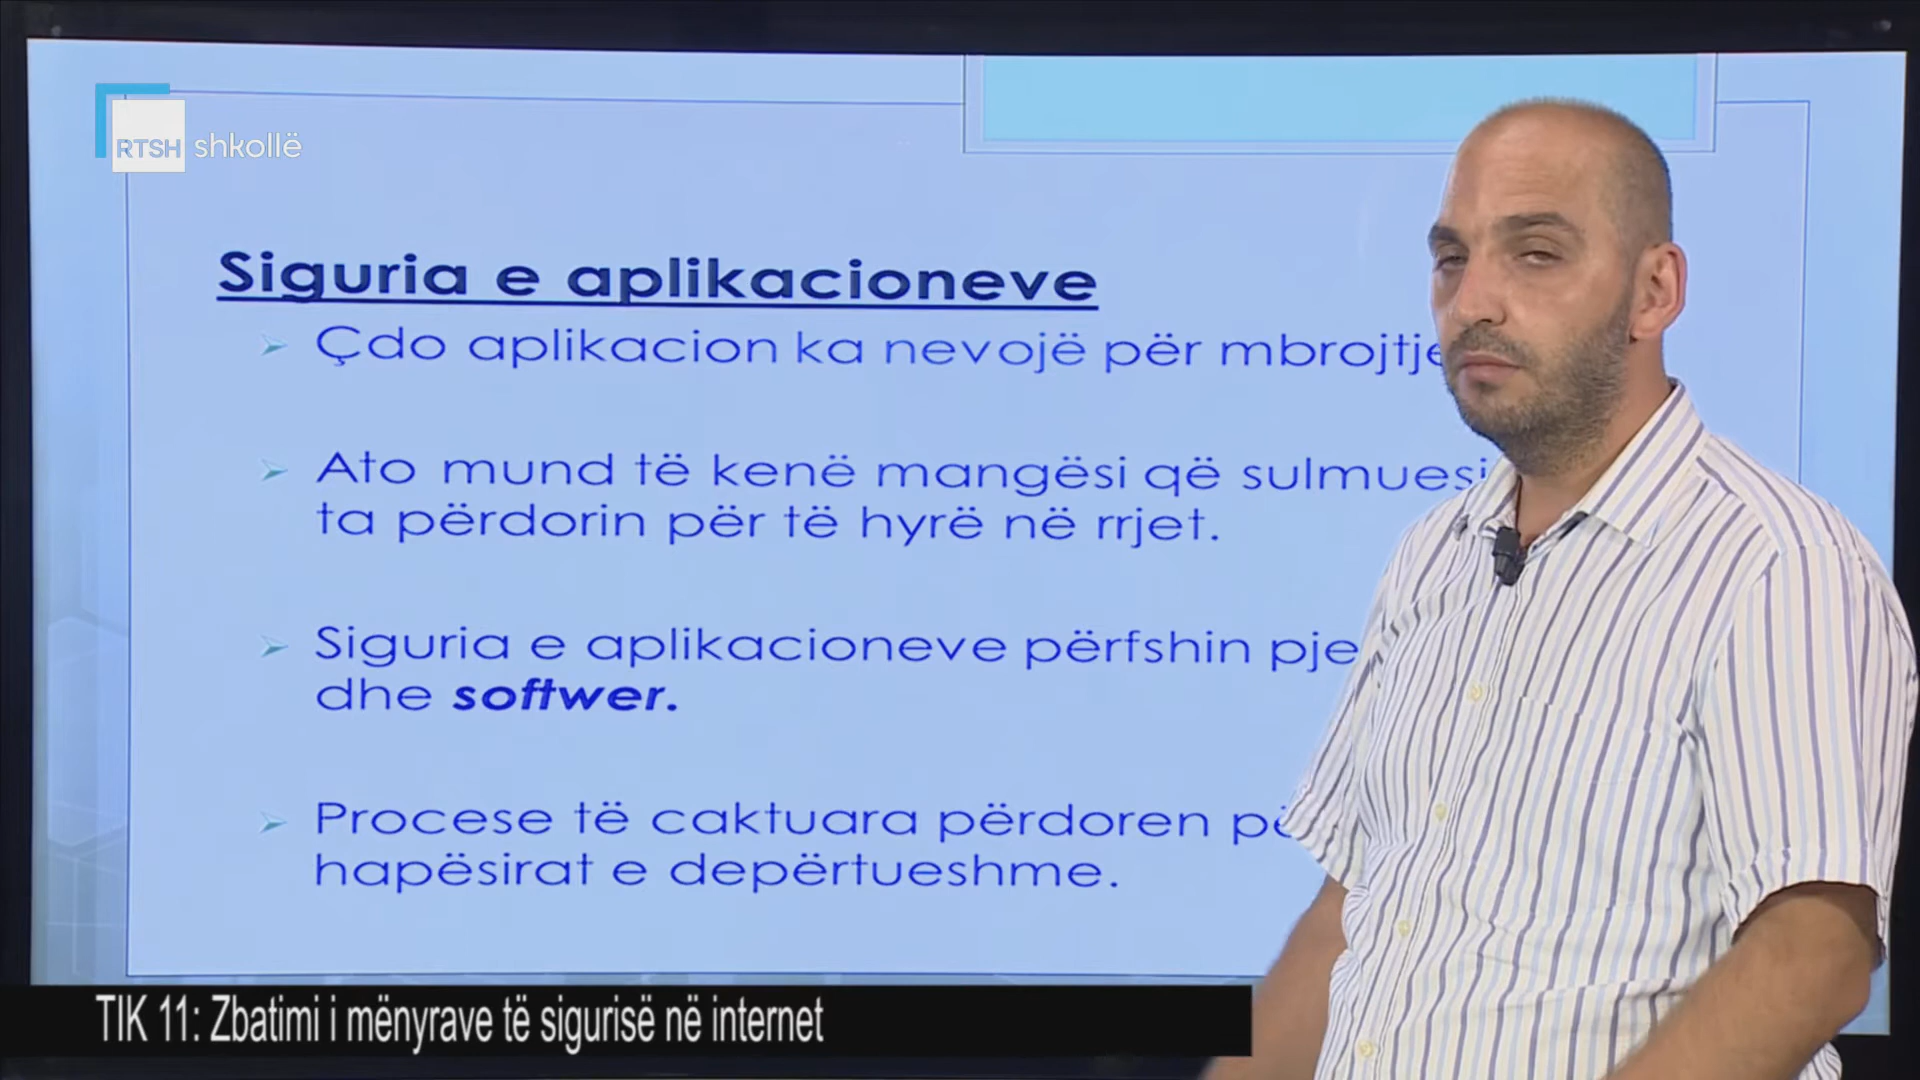 RTSH shkollë
Siguria e aplikacioneve
Çdo aplikacion ka nevojë për mbrojtje
Ato mund të kenë mangësi që sulmuesi
ta përdorin për të hyrë në rrjet.
Siguria e aplikacioneve përfshin
dhe softwer.
Procese të caktuara përdoren
hapësirat e depërtueshme.
TIK 11: Zbatimi i mënyrave të sigurisë në internet